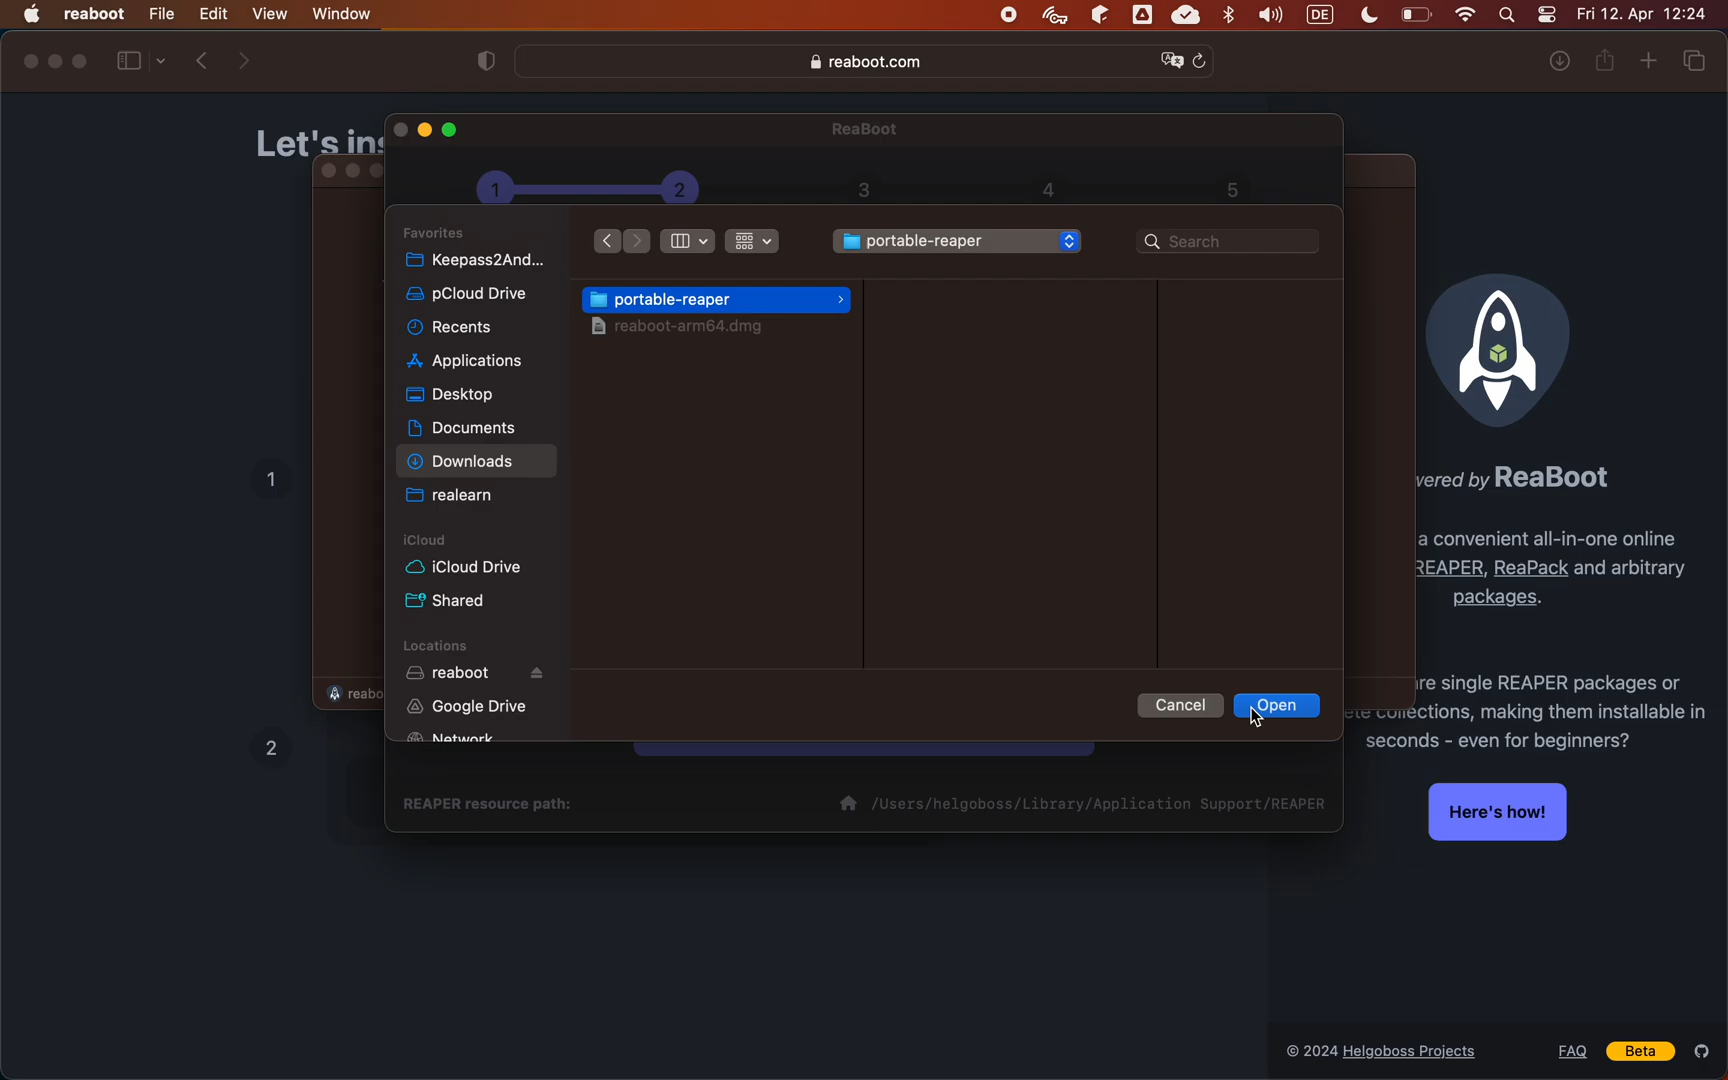 reaboot File Edit View Window DE Fri 12. Apr 12:24
reaboot.com
Let's ins
ReaBoot
1 2 3 4 5
Favorites
Keepass2And...
pCloud Drive
Recents
Applications
Desktop
Documents
Downloads
realearn
iCloud
iCloud Drive
Shared
Locations
reaboot
Google Drive
Network
portable-reaper
Search
portable-reaper
reaboot-arm64.dmg
Cancel Open
REAPER resource path: /Users/helgoboss/Library/Application Support/REAPER
reabo
1
2
wered by ReaBoot
a convenient all-in-one online
REAPER, ReaPack and arbitrary
packages.
re single REAPER packages or
ete collections, making them installable in
seconds - even for beginners?
Here's how!
© 2024 Helgoboss Projects FAQ Beta